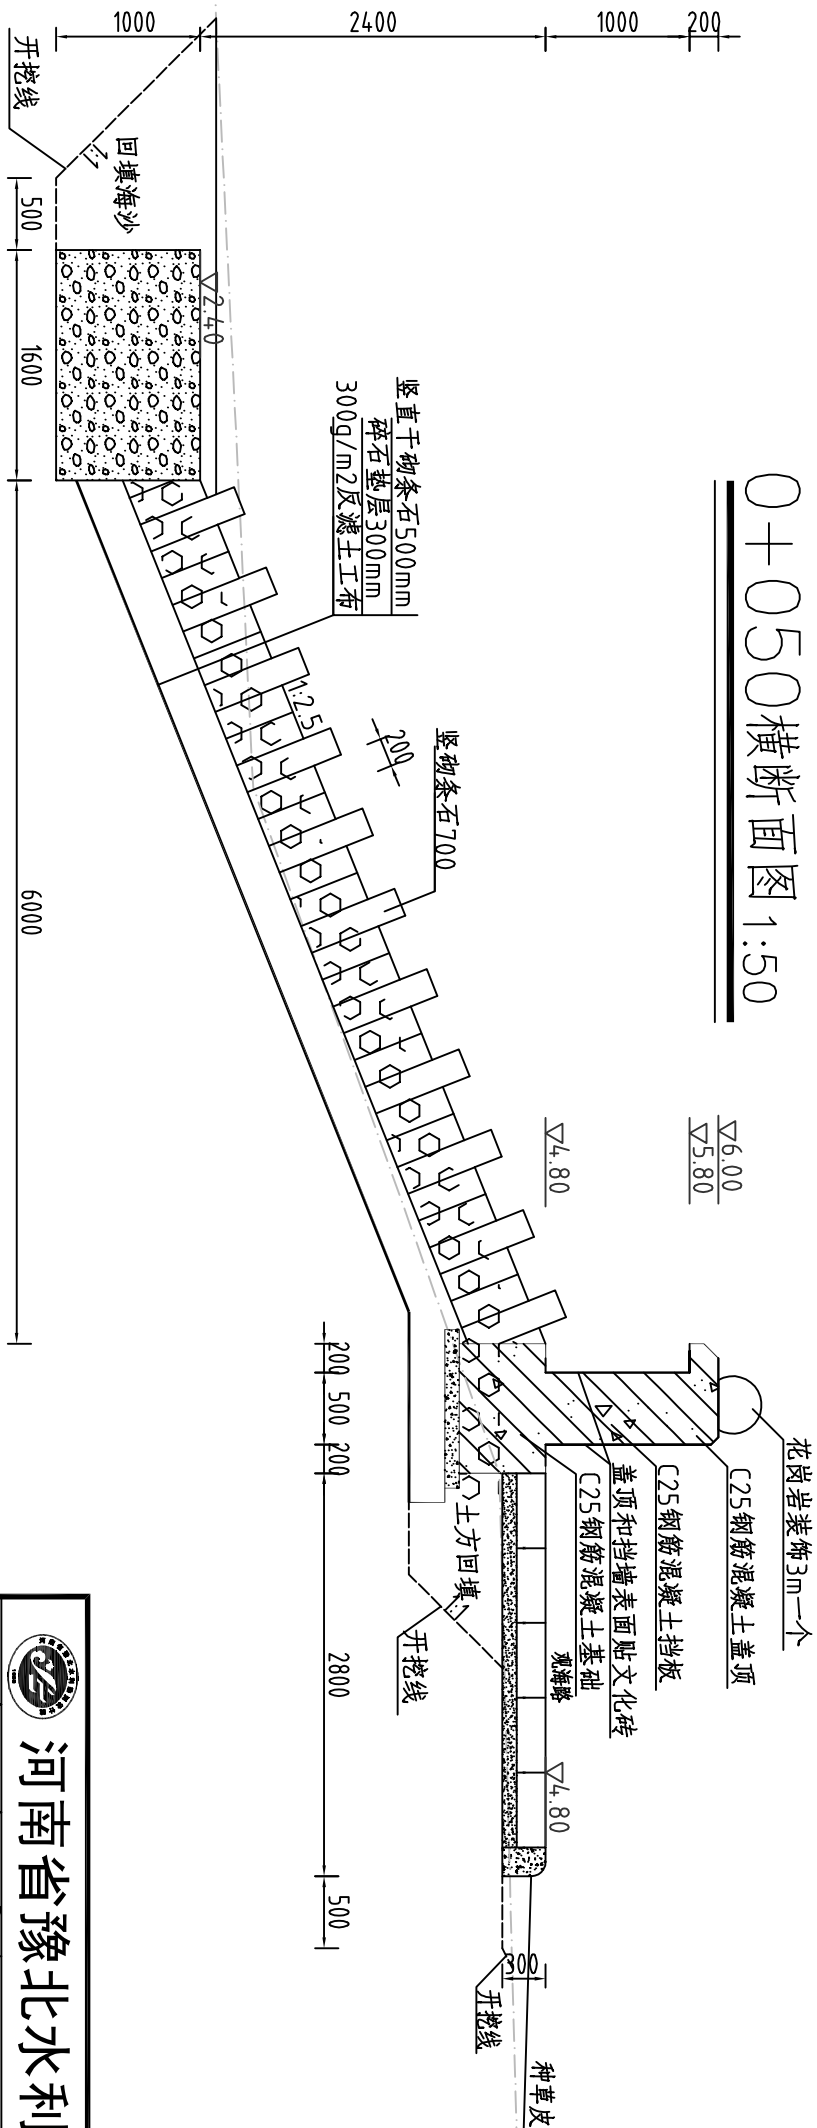 0+050横断面图 1:50
1000
2400
1000
200
开挖线
回填海沙
1:1
500
1600
6000
▽2.40
竖直干砌条石500mm
碎石垫层300mm
300g/m2反滤土工布
1:2.5
200
竖砌条石700
▽6.00
▽5.80
▽4.80
花岗岩装饰3m一个
C25钢筋混凝土盖顶
C25钢筋混凝土挡板
盖顶和挡墙表面贴文化砖
C25钢筋混凝土基础
观海路
200
500
200
2800
500
土方回填
1:1
开挖线
▽4.80
300
开挖线
种草皮
河南省豫北水利